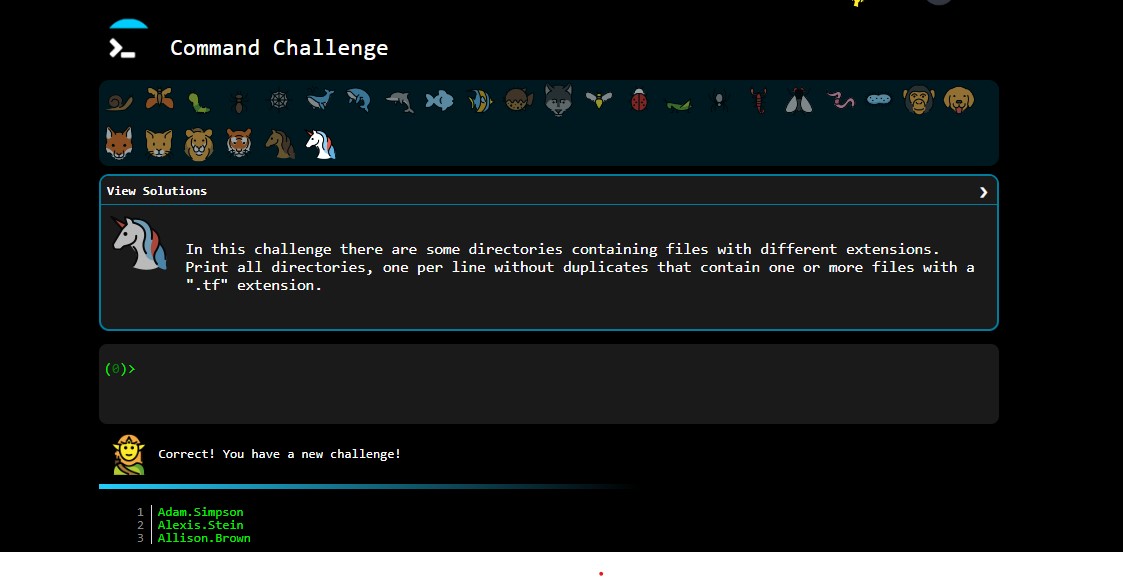 Command Challenge
View Solutions
In this challenge there are some directories containing files with different extensions.
Print all directories, one per line without duplicates that contain one or more files with a
".tf" extension.
(0)>
Correct! You have a new challenge!
1 Adam.Simpson
2 Alexis.Stein
3 Allison.Brown